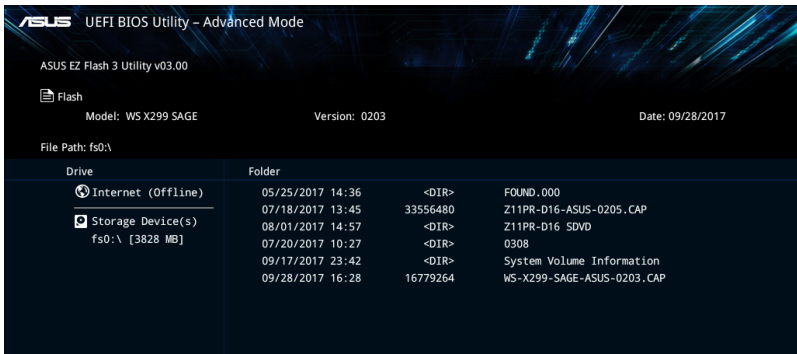 ASUS UEFI BIOS Utility – Advanced Mode
ASUS EZ Flash 3 Utility v03.00
Flash
Model: WS X299 SAGE Version: 0203 Date: 09/28/2017
File Path: fs0:\
Drive Folder
Internet (Offline) 05/25/2017 14:36 <DIR> FOUND.000
07/18/2017 13:45 33556480 Z11PR-D16-ASUS-0205.CAP
Storage Device(s) 08/01/2017 14:57 <DIR> Z11PR-D16 SDVD
fs0:\ [3828 MB] 07/20/2017 10:27 <DIR> 0308
09/17/2017 23:42 <DIR> System Volume Information
09/28/2017 16:28 16779264 WS-X299-SAGE-ASUS-0203.CAP